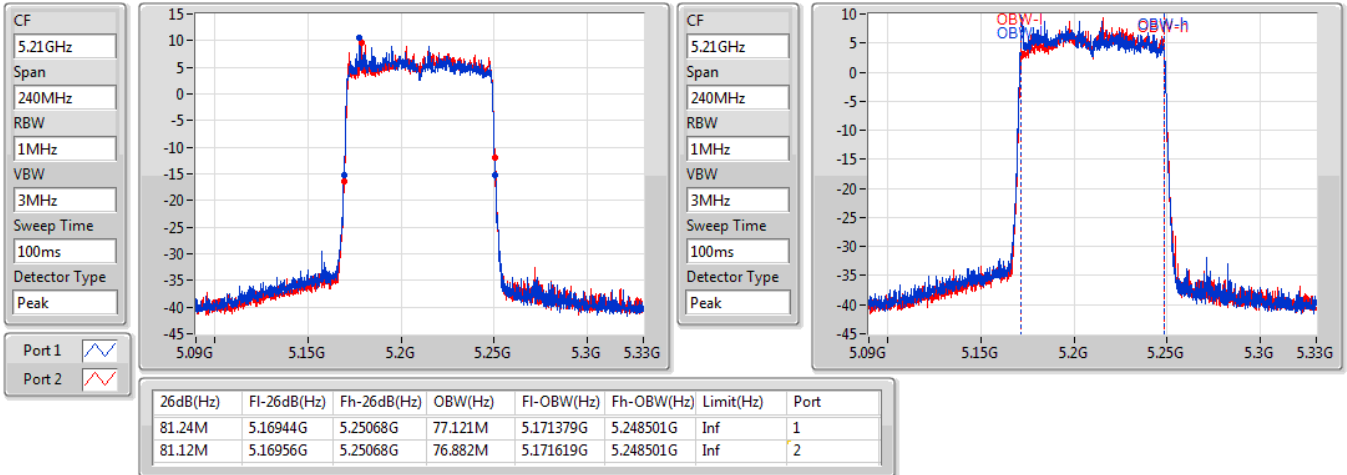 CF
5.21GHz
Span
240MHz
RBW
1MHz
VBW
3MHz
Sweep Time
100ms
Detector Type
Peak
Port 1
Port 2
15
10
5
0
-5
-10
-15
-20
-25
-30
-35
-40
-45
5.09G 5.15G 5.2G 5.25G 5.3G 5.33G
CF
5.21GHz
Span
240MHz
RBW
1MHz
VBW
3MHz
Sweep Time
100ms
Detector Type
Peak
OBW-l
OBW-h
OBW
OBW-h
10
5
0
-5
-10
-15
-20
-25
-30
-35
-40
-45
5.09G 5.15G 5.2G 5.25G 5.3G 5.33G
26dB(Hz) Fl-26dB(Hz) Fh-26dB(Hz) OBW(Hz) Fl-OBW(Hz) Fh-OBW(Hz) Limit(Hz) Port
81.24M 5.16944G 5.25068G 77.121M 5.171379G 5.248501G Inf 1
81.12M 5.16956G 5.25068G 76.882M 5.171619G 5.248501G Inf 2